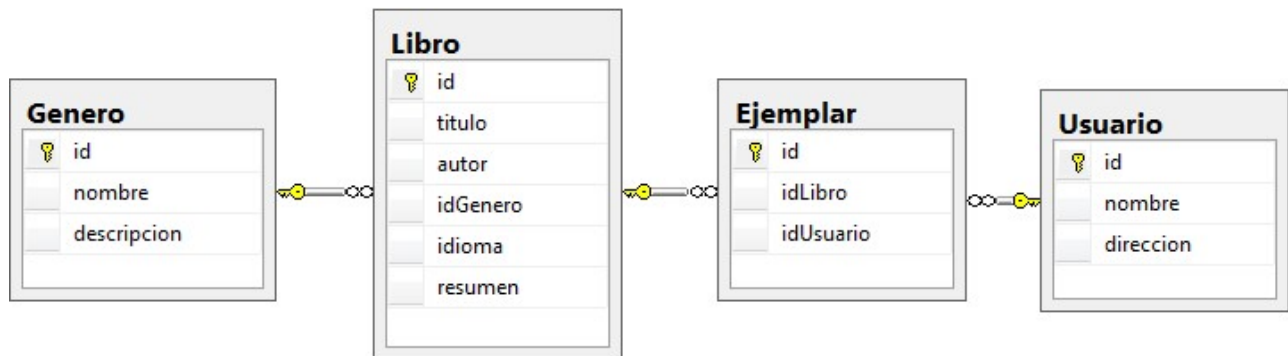 Genero
id
nombre
descripcion
Libro
id
titulo
autor
idGenero
idioma
resumen
Ejemplar
id
idLibro
idUsuario
Usuario
id
nombre
direccion